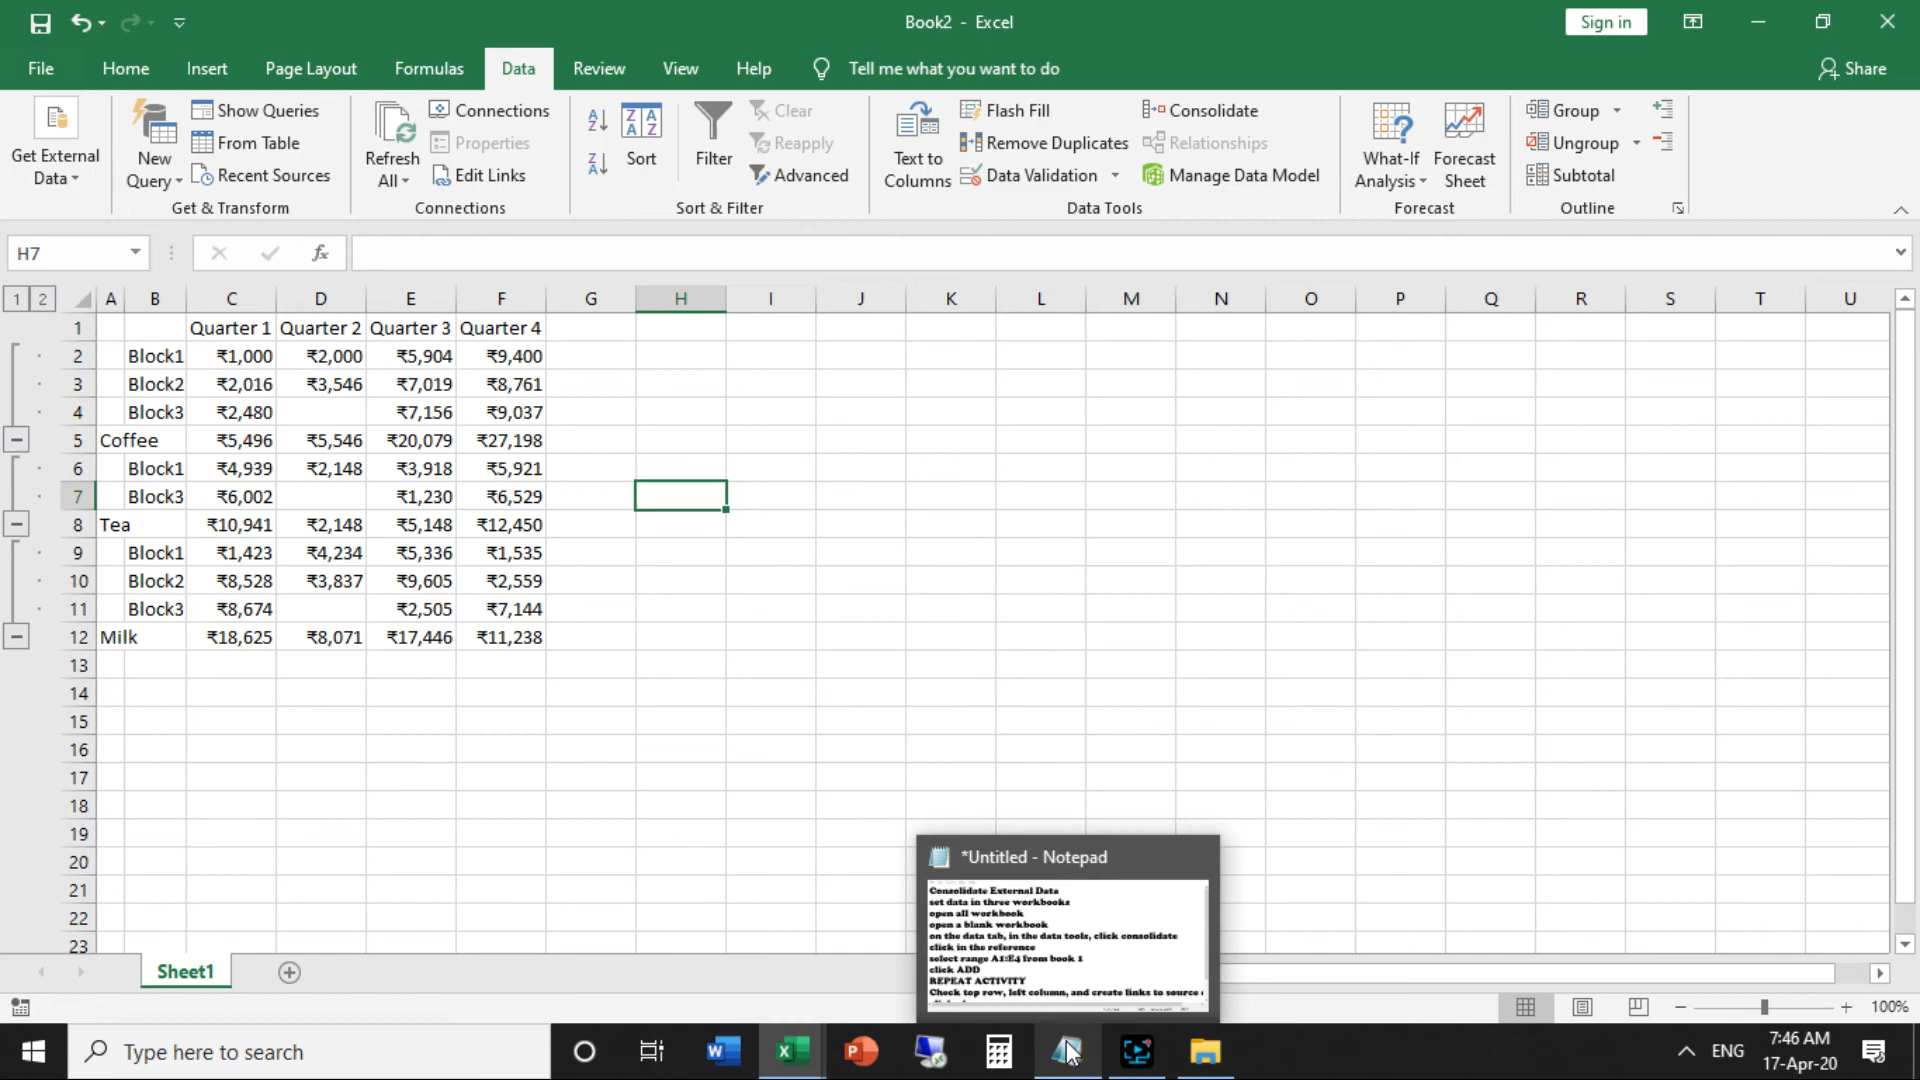 Book2 - Excel
Sign in
File Home Insert Page Layout Formulas Data Review View Help Tell me what you want to do Share
Get External Data
New Query
Show Queries
From Table
Recent Sources
Get & Transform
Refresh All
Connections
Properties
Edit Links
Connections
A Z
Z A
Z A A Z
Sort
Filter
Clear
Reapply
Advanced
Sort & Filter
Text to Columns
Flash Fill
Remove Duplicates
Data Validation
Consolidate
Relationships
Manage Data Model
Data Tools
What-If Analysis
Forecast Sheet
Forecast
Group
Ungroup
Subtotal
Outline
H7 fx
1 2 A B C D E F G H I J K L M N O P Q R S T U
1 Quarter 1 Quarter 2 Quarter 3 Quarter 4
2 Block1 ₹1,000 ₹2,000 ₹5,904 ₹9,400
3 Block2 ₹2,016 ₹3,546 ₹7,019 ₹8,761
4 Block3 ₹2,480 ₹7,156 ₹9,037
5 Coffee ₹5,496 ₹5,546 ₹20,079 ₹27,198
6 Block1 ₹4,939 ₹2,148 ₹3,918 ₹5,921
7 Block3 ₹6,002 ₹1,230 ₹6,529
8 Tea ₹10,941 ₹2,148 ₹5,148 ₹12,450
9 Block1 ₹1,423 ₹4,234 ₹5,336 ₹1,535
10 Block2 ₹8,528 ₹3,837 ₹9,605 ₹2,559
11 Block3 ₹8,674 ₹2,505 ₹7,144
12 Milk ₹18,625 ₹8,071 ₹17,446 ₹11,238
13
14
15
16
17
18
19
20
21
22
23
*Untitled - Notepad
Consolidate External Data
set data in three workbooks
open all workbook
open a blank workbook
on the data tab, in the data tools, click consolidate
click in the reference
select range A1:E4 from book 1
click ADD
REPEAT ACTIVITY
Check top row, left column, and create links to source
Sheet1
100%
Type here to search
ENG
7:46 AM
17-Apr-20